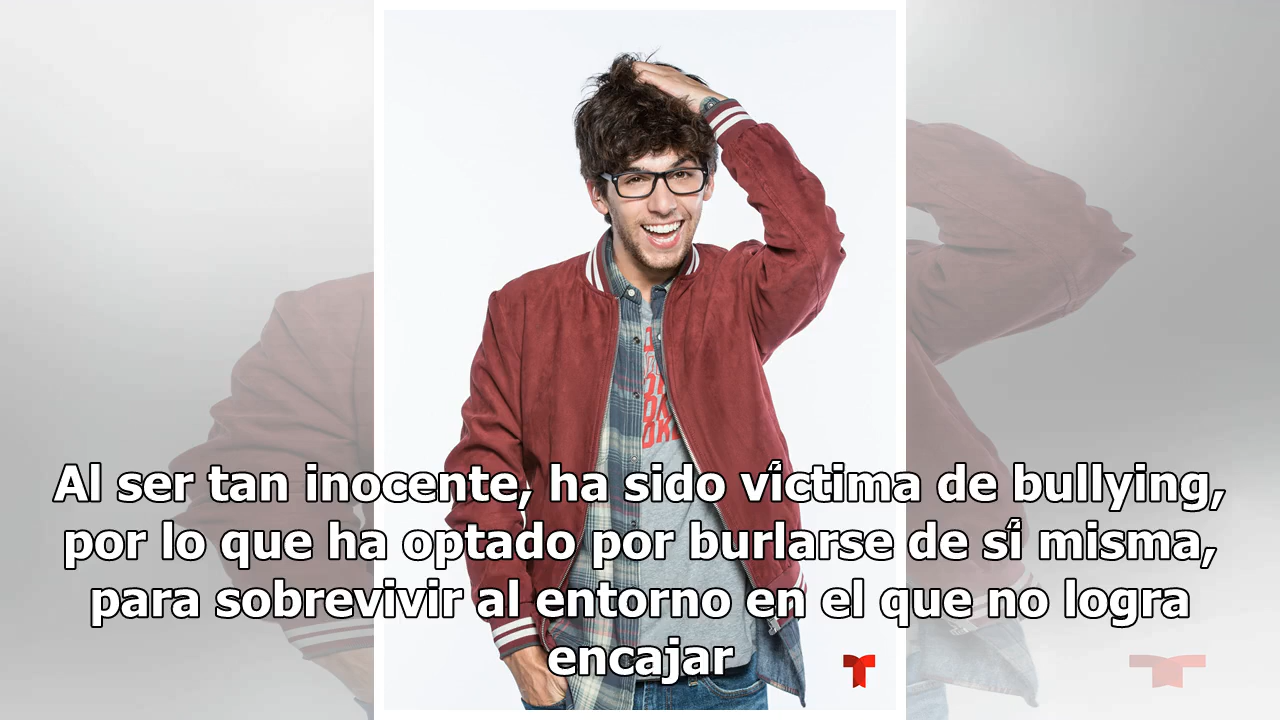 Al ser tan inocente, ha sido víctima de bullying,
por lo que ha optado por burlarse de sí misma,
para sobrevivir al entorno en el que no logra
encajar